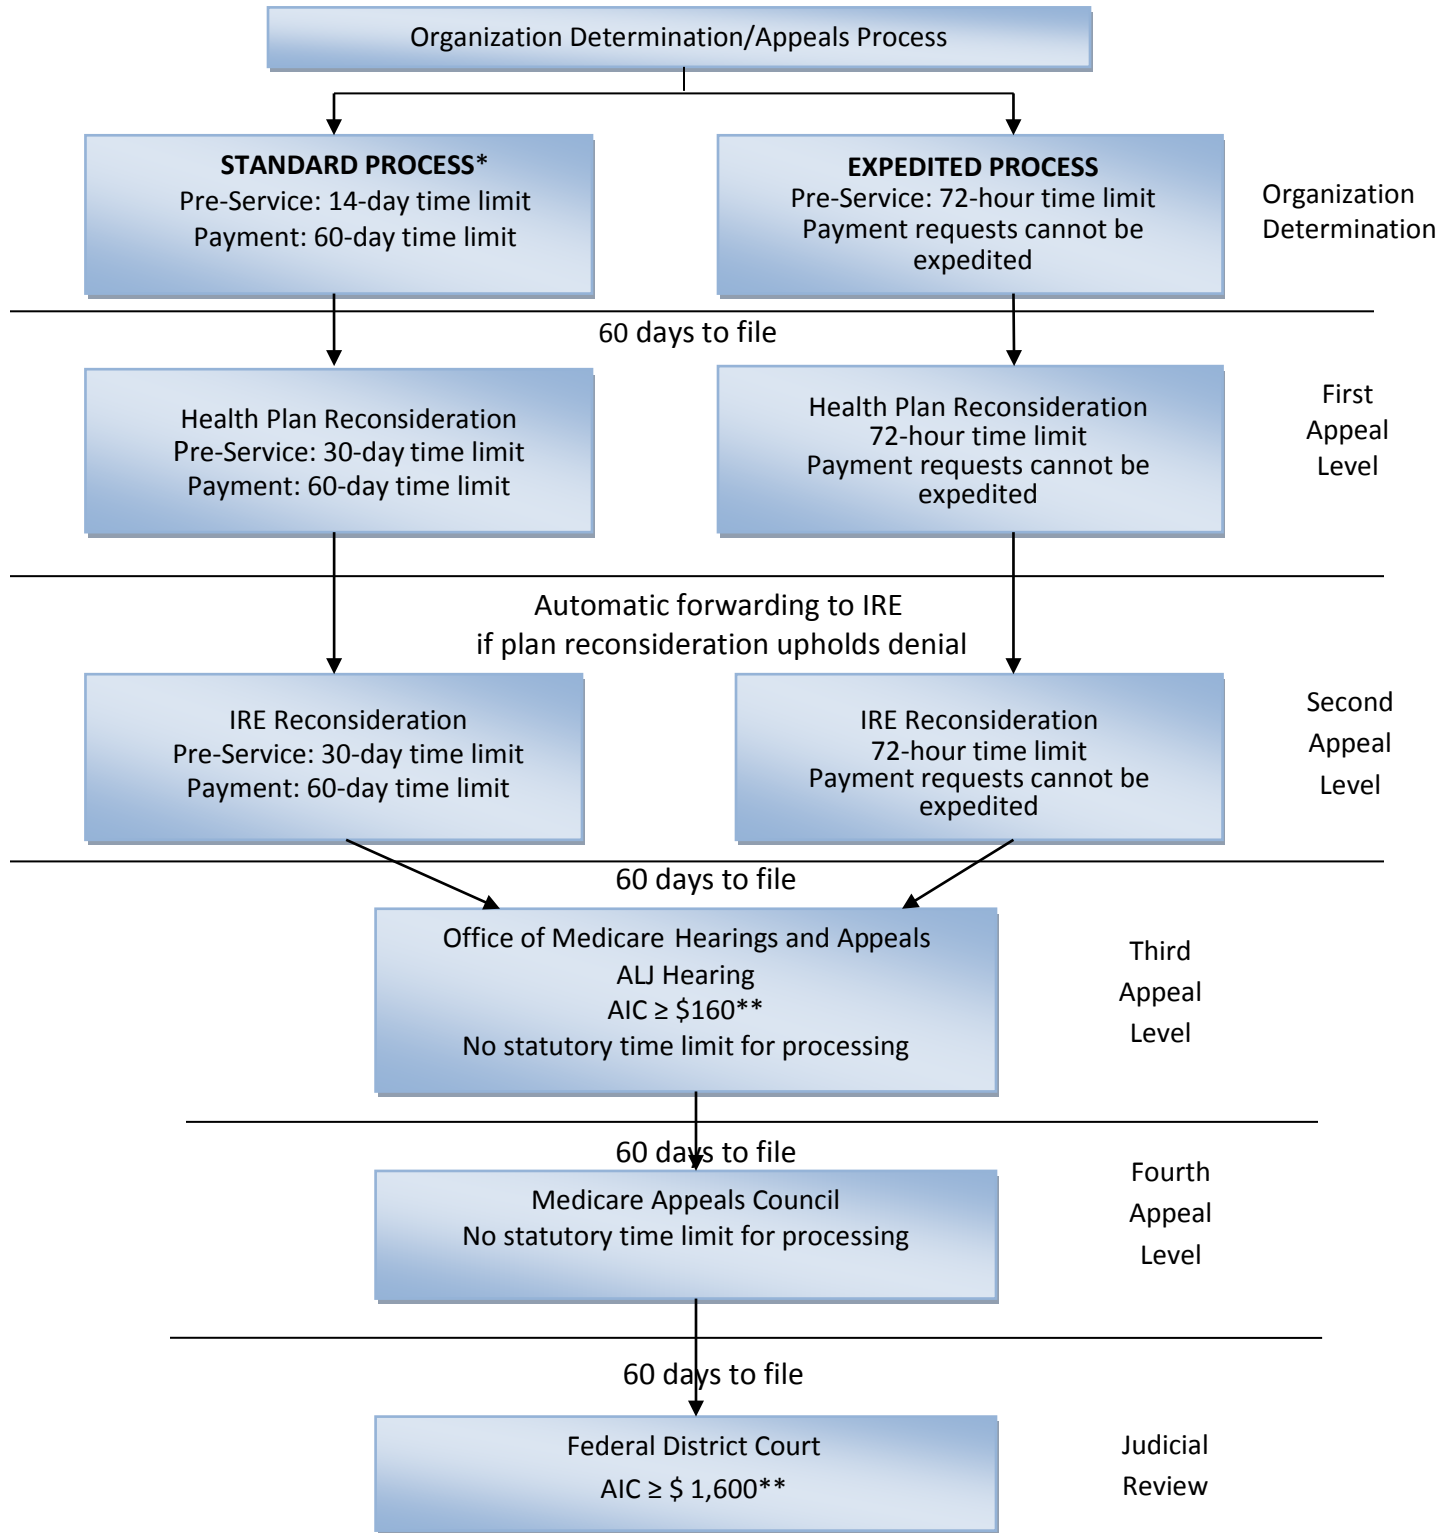 Organization Determination/Appeals Process
STANDARD PROCESS*
Pre-Service: 14-day time limit
Payment: 60-day time limit
EXPEDITED PROCESS
Pre-Service: 72-hour time limit
Payment requests cannot be
expedited
Organization
Determination
60 days to file
Health Plan Reconsideration
Pre-Service: 30-day time limit
Payment: 60-day time limit
Health Plan Reconsideration
72-hour time limit
Payment requests cannot be
expedited
First
Appeal
Level
Automatic forwarding to IRE
if plan reconsideration upholds denial
IRE Reconsideration
Pre-Service: 30-day time limit
Payment: 60-day time limit
IRE Reconsideration
72-hour time limit
Payment requests cannot be
expedited
Second
Appeal
Level
60 days to file
Office of Medicare Hearings and Appeals
ALJ Hearing
AIC ≥ $160**
No statutory time limit for processing
Third
Appeal
Level
60 days to file
Medicare Appeals Council
No statutory time limit for processing
Fourth
Appeal
Level
60 days to file
Federal District Court
AIC ≥ $ 1,600**
Judicial
Review